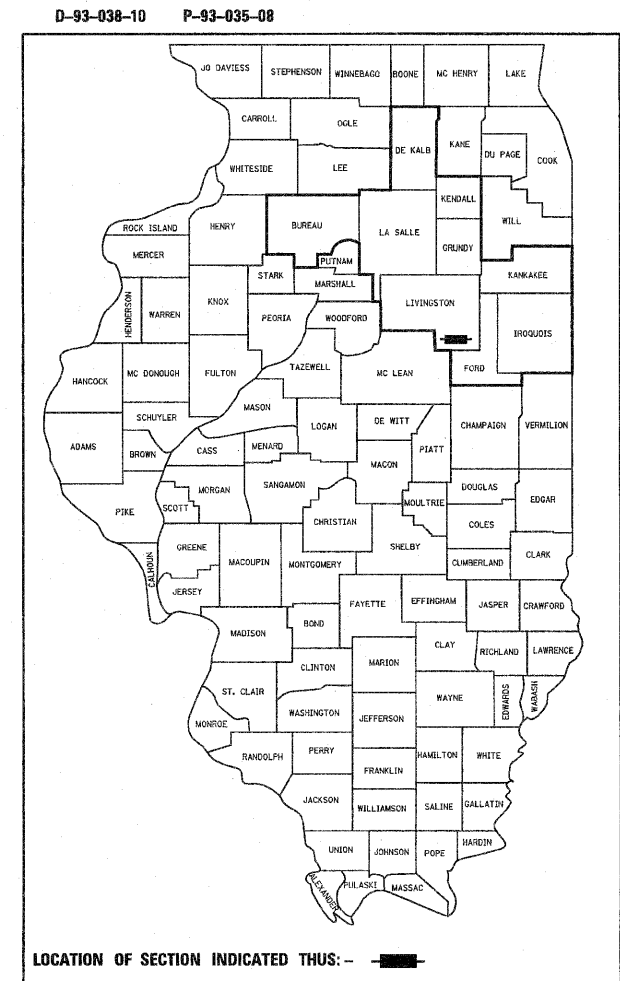 D-93-038-10 P-93-035-08
JO DAVIESS STEPHENSON WINNEBAGO BOONE MC HENRY LAKE
CARROLL OGLE DE KALB KANE DU PAGE COOK
WHITESIDE LEE
KENDALL
HENRY BUREAU LA SALLE WILL
ROCK ISLAND
GRUNDY
MERCER PUTNAM
STARK MARSHALL KANKAKEE
HENDERSON WARREN KNOX LIVINGSTON
PEORIA WOODFORD IROQUOIS
TAZEWELL FORD
HANCOCK MC DONOUGH FULTON MC LEAN
MASON
SCHUYLER DE WITT
LOGAN CHAMPAIGN VERMILION
ADAMS BROWN CASS MENARD PIATT
MACON
MORGAN SANGAMON DOUGLAS
PIKE SCOTT MOULTRIE EDGAR
CHRISTIAN COLES
GREENE SHELBY
CALHOUN MACOUPIN MONTGOMERY CUMBERLAND CLARK
JERSEY FAYETTE EFFINGHAM JASPER CRAWFORD
MADISON BOND
CLAY RICHLAND LAWRENCE
CLINTON MARION
ST. CLAIR WAYNE EDWARDS WABASH
WASHINGTON JEFFERSON
MONROE
RANDOLPH PERRY HAMILTON WHITE
FRANKLIN
JACKSON WILLIAMSON SALINE GALLATIN
UNION JOHNSON POPE HARDIN
ALEXANDER PULASKI MASSAC
LOCATION OF SECTION INDICATED THUS: -